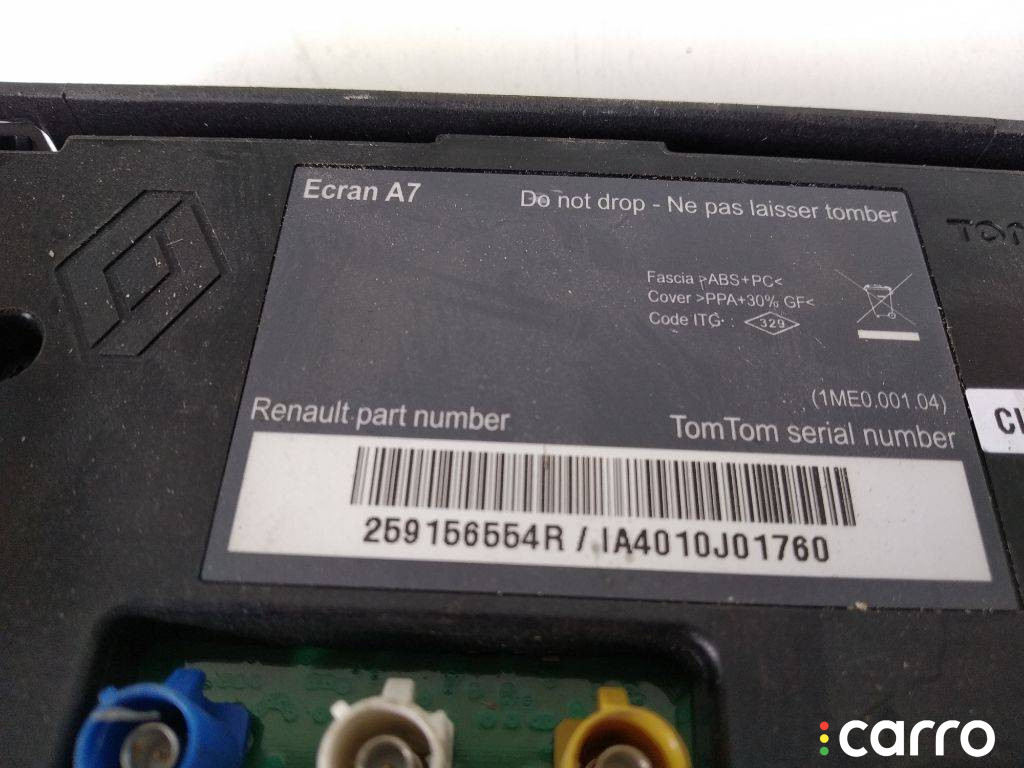 Ecran A7
Do not drop - Ne pas laisser tomber
Fascia >ABS+PC<
Cover >PPA+30% GF<
Code ITG : 329
(1ME0.001.04)
Renault part number
TomTom serial number
259156554R / IA4010J01760
carro